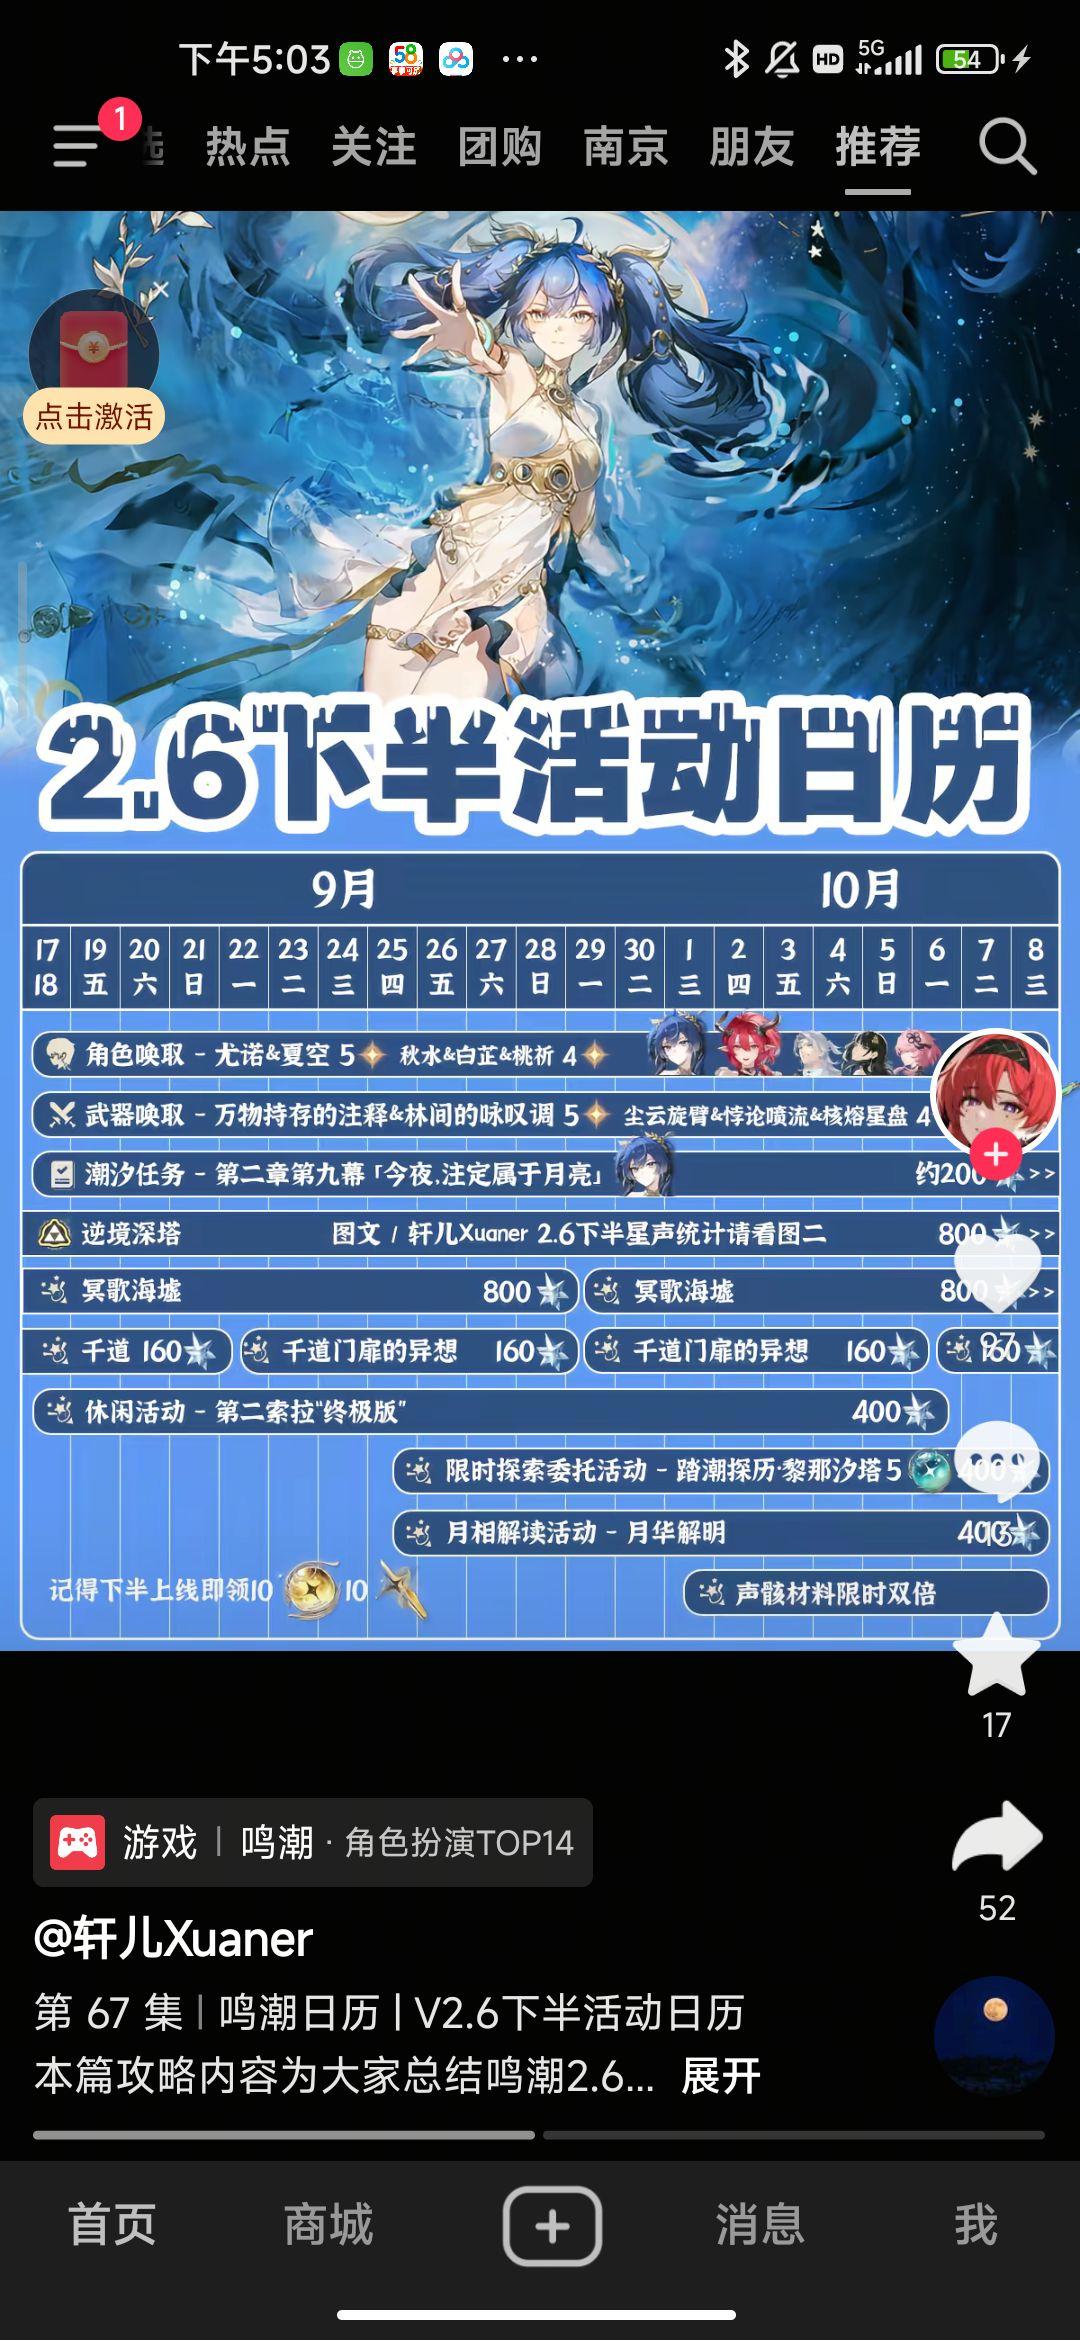 下午5:03
58
HD
5G
54
1
热点 关注 团购 南京 朋友 推荐
点击激活
2.6下半活动日历
9月 10月
17 19 20 21 22 23 24 25 26 27 28 29 30 1 2 3 4 5 6 7 8
18 五 六 日 一 二 三 四 五 六 日 一 二 三 四 五 六 日 一 二 三
角色唤取 - 尤诺&夏空 5 秋水&白芷&桃祈 4
武器唤取 - 万物持存的注释&林间的咏叹调 5 尘云旋臂&悖论喷流&核熔星盘 4
潮汐任务 - 第二章第九幕「今夜,注定属于月亮」 约200 >>
逆境深塔 图文 / 轩儿Xuaner 2.6下半星声统计请看图二 800 >>
冥歌海墟 800 冥歌海墟 800 >>
千道 160 千道门扉的异想 160 千道门扉的异想 160 160
休闲活动 - 第二索拉“终极版” 400
限时探索委托活动 - 踏潮探历·黎那汐塔 5 400
月相解读活动 - 月华解明 400
记得下半上线即领10 10 声骸材料限时双倍
17
游戏 | 鸣潮 · 角色扮演TOP14
52
@轩儿Xuaner
第 67 集 | 鸣潮日历 | V2.6下半活动日历
本篇攻略内容为大家总结鸣潮2.6... 展开
首页 商城 消息 我